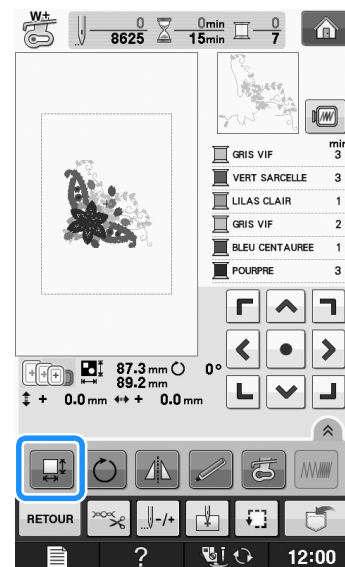 W+
0 0min 0
8625 15min 7
min
GRIS VIF 3
VERT SARCELLE 3
LILAS CLAIR 1
GRIS VIF 2
BLEU CENTAUREE 1
POURPRE 3
87.3 mm 0°
89.2 mm
+ 0.0 mm + 0.0 mm
RETOUR -/+
? 12:00